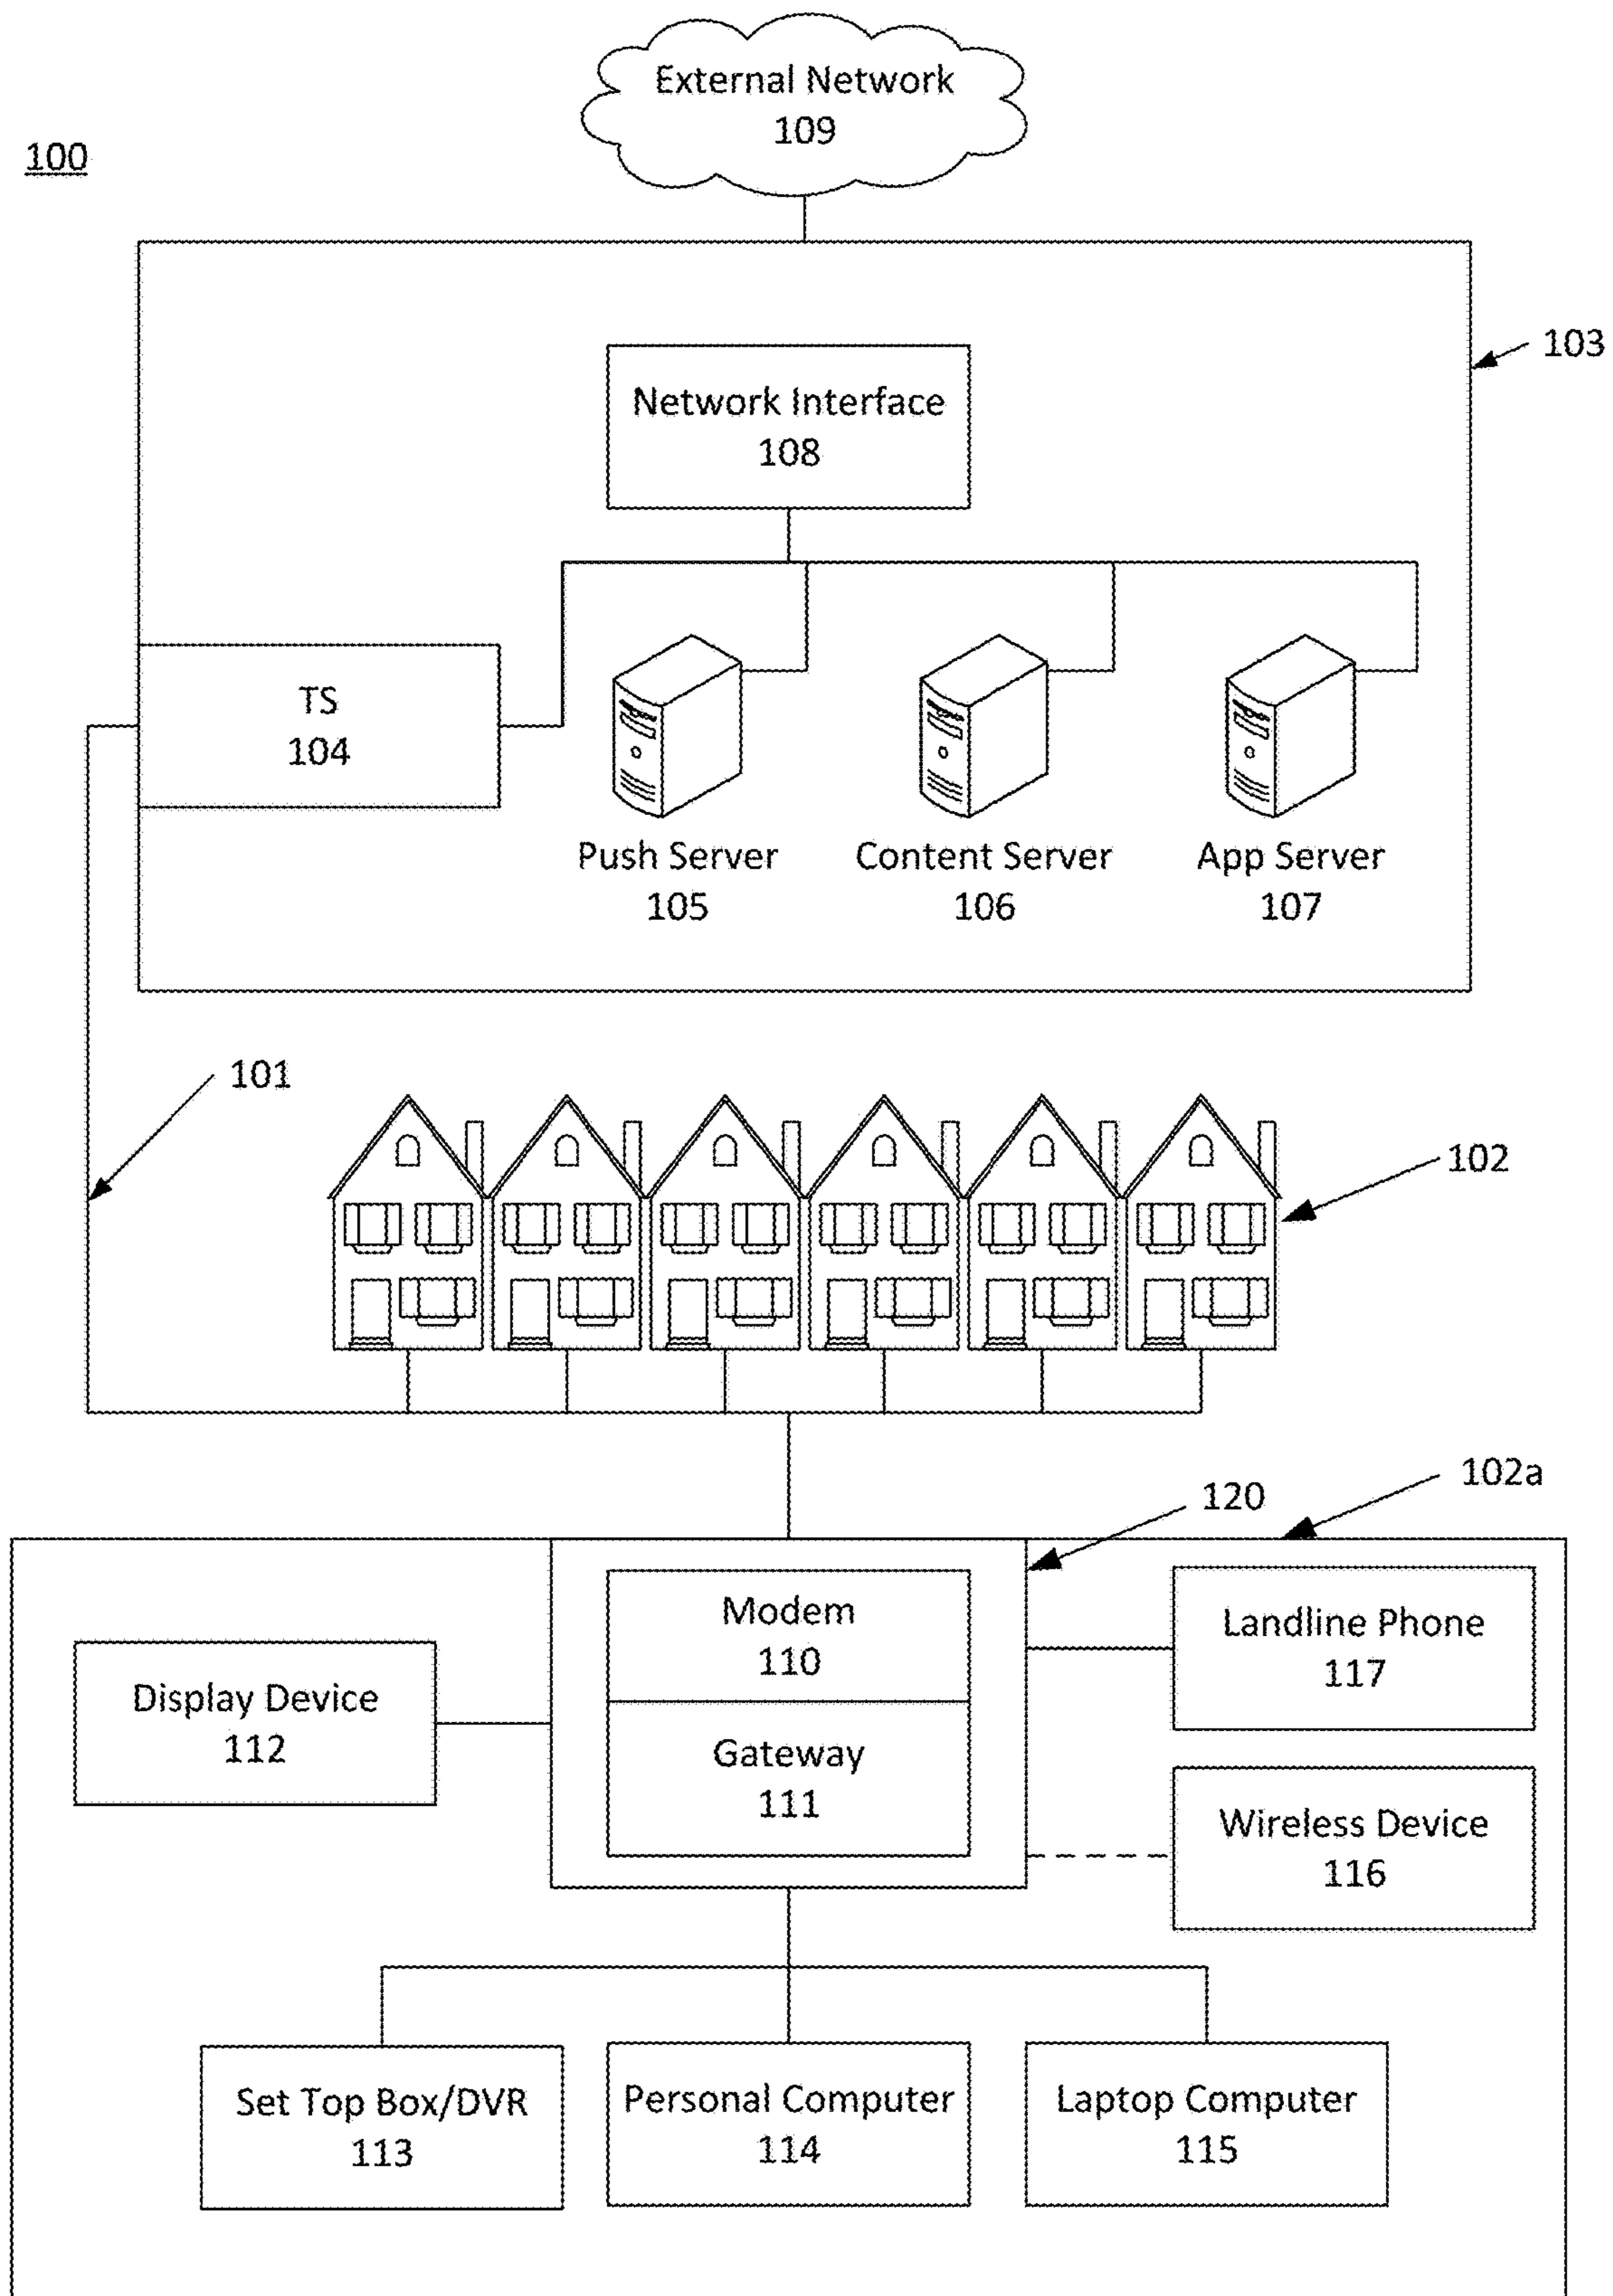 External Network
109
100
103
Network Interface
108
TS
104
Push Server
105
Content Server
106
App Server
107
101
102
102a
120
Modem
110
Landline Phone
117
Display Device
112
Gateway
111
Wireless Device
116
Set Top Box/DVR
113
Personal Computer
114
Laptop Computer
115